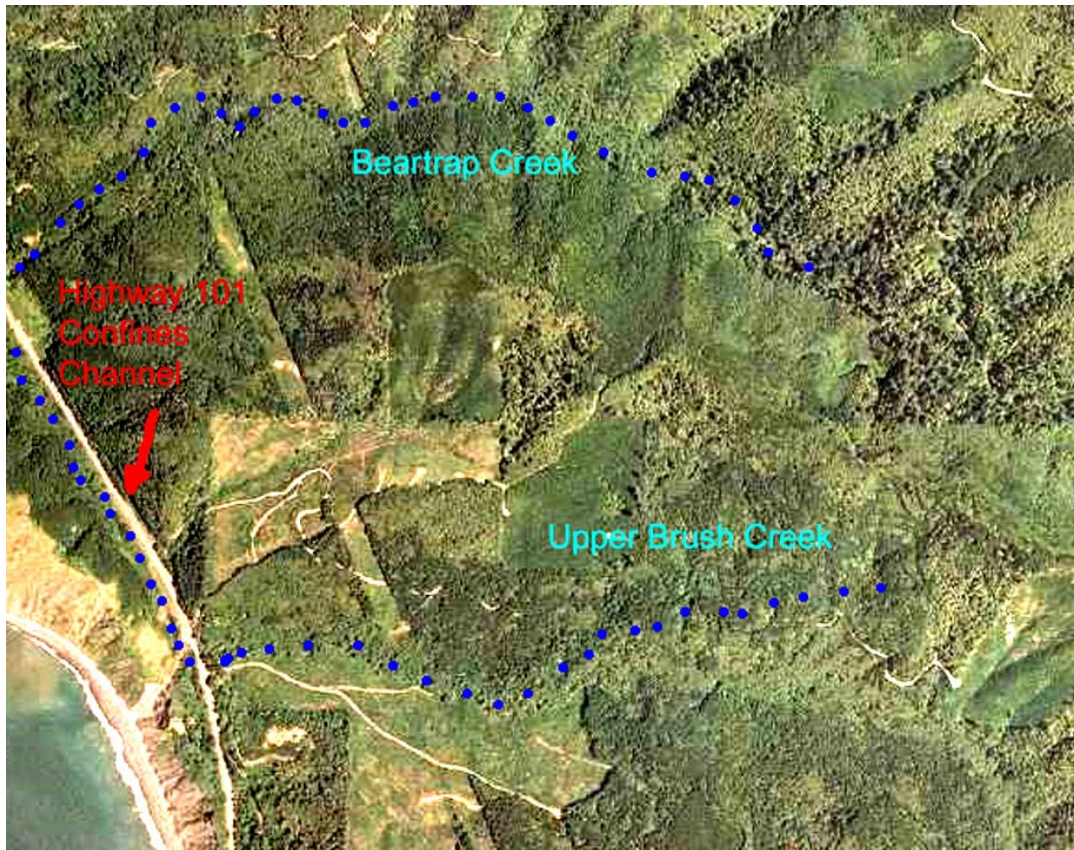 Beartrap Creek
Highway 101
Confines
Channel
Upper Brush Creek